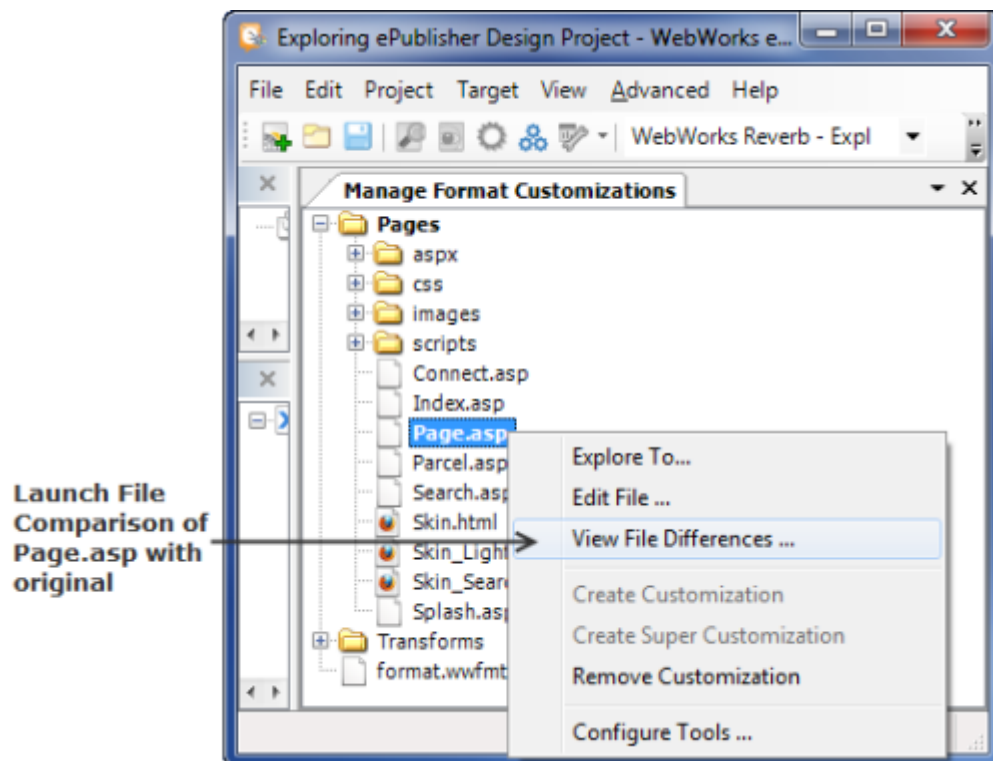 Exploring ePublisher Design Project - WebWorks e...
File Edit Project Target View Advanced Help
WebWorks Reverb - Expl
Manage Format Customizations
Pages
aspx
css
images
scripts
Connect.asp
Index.asp
Page.asp
Parcel.asp
Search.asp
Skin.html
Skin_Light
Skin_Sear
Splash.asp
Transforms
format.wwfmt
Explore To...
Edit File ...
View File Differences ...
Create Customization
Create Super Customization
Remove Customization
Configure Tools ...
Launch File
Comparison of
Page.asp with
original